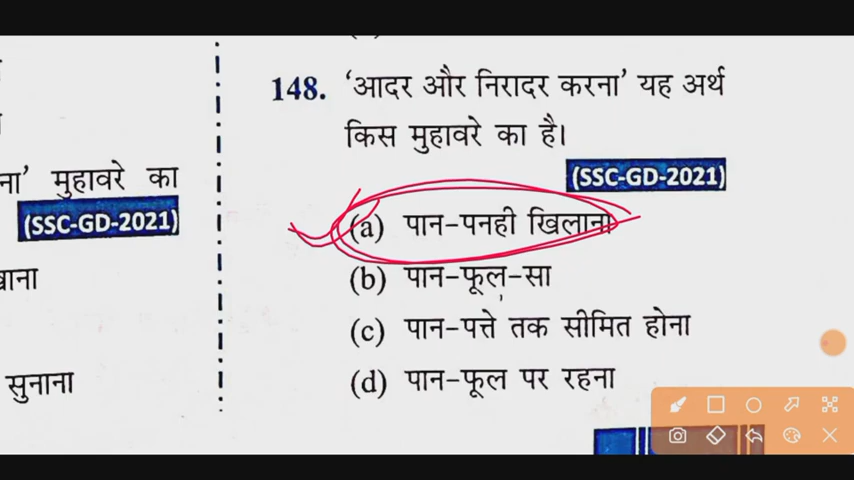 ना' मुहावरे का
(SSC-GD-2021)
सुनाना
148. 'आदर और निरादर करना' यह अर्थ
किस मुहावरे का है।
(SSC-GD-2021)
(a) पान-पनही खिलाना
(b) पान-फूल-सा
(c) पान-पत्ते तक सीमित होना
(d) पान-फूल पर रहना